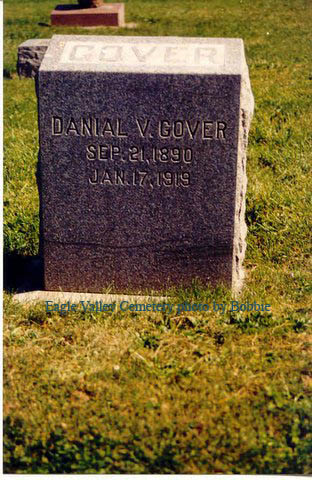 GOVER
DANIAL V. GOVER
SEP. 21, 1890
JAN. 17, 1919
Eagle Valley Cemetery photo by Bobbie